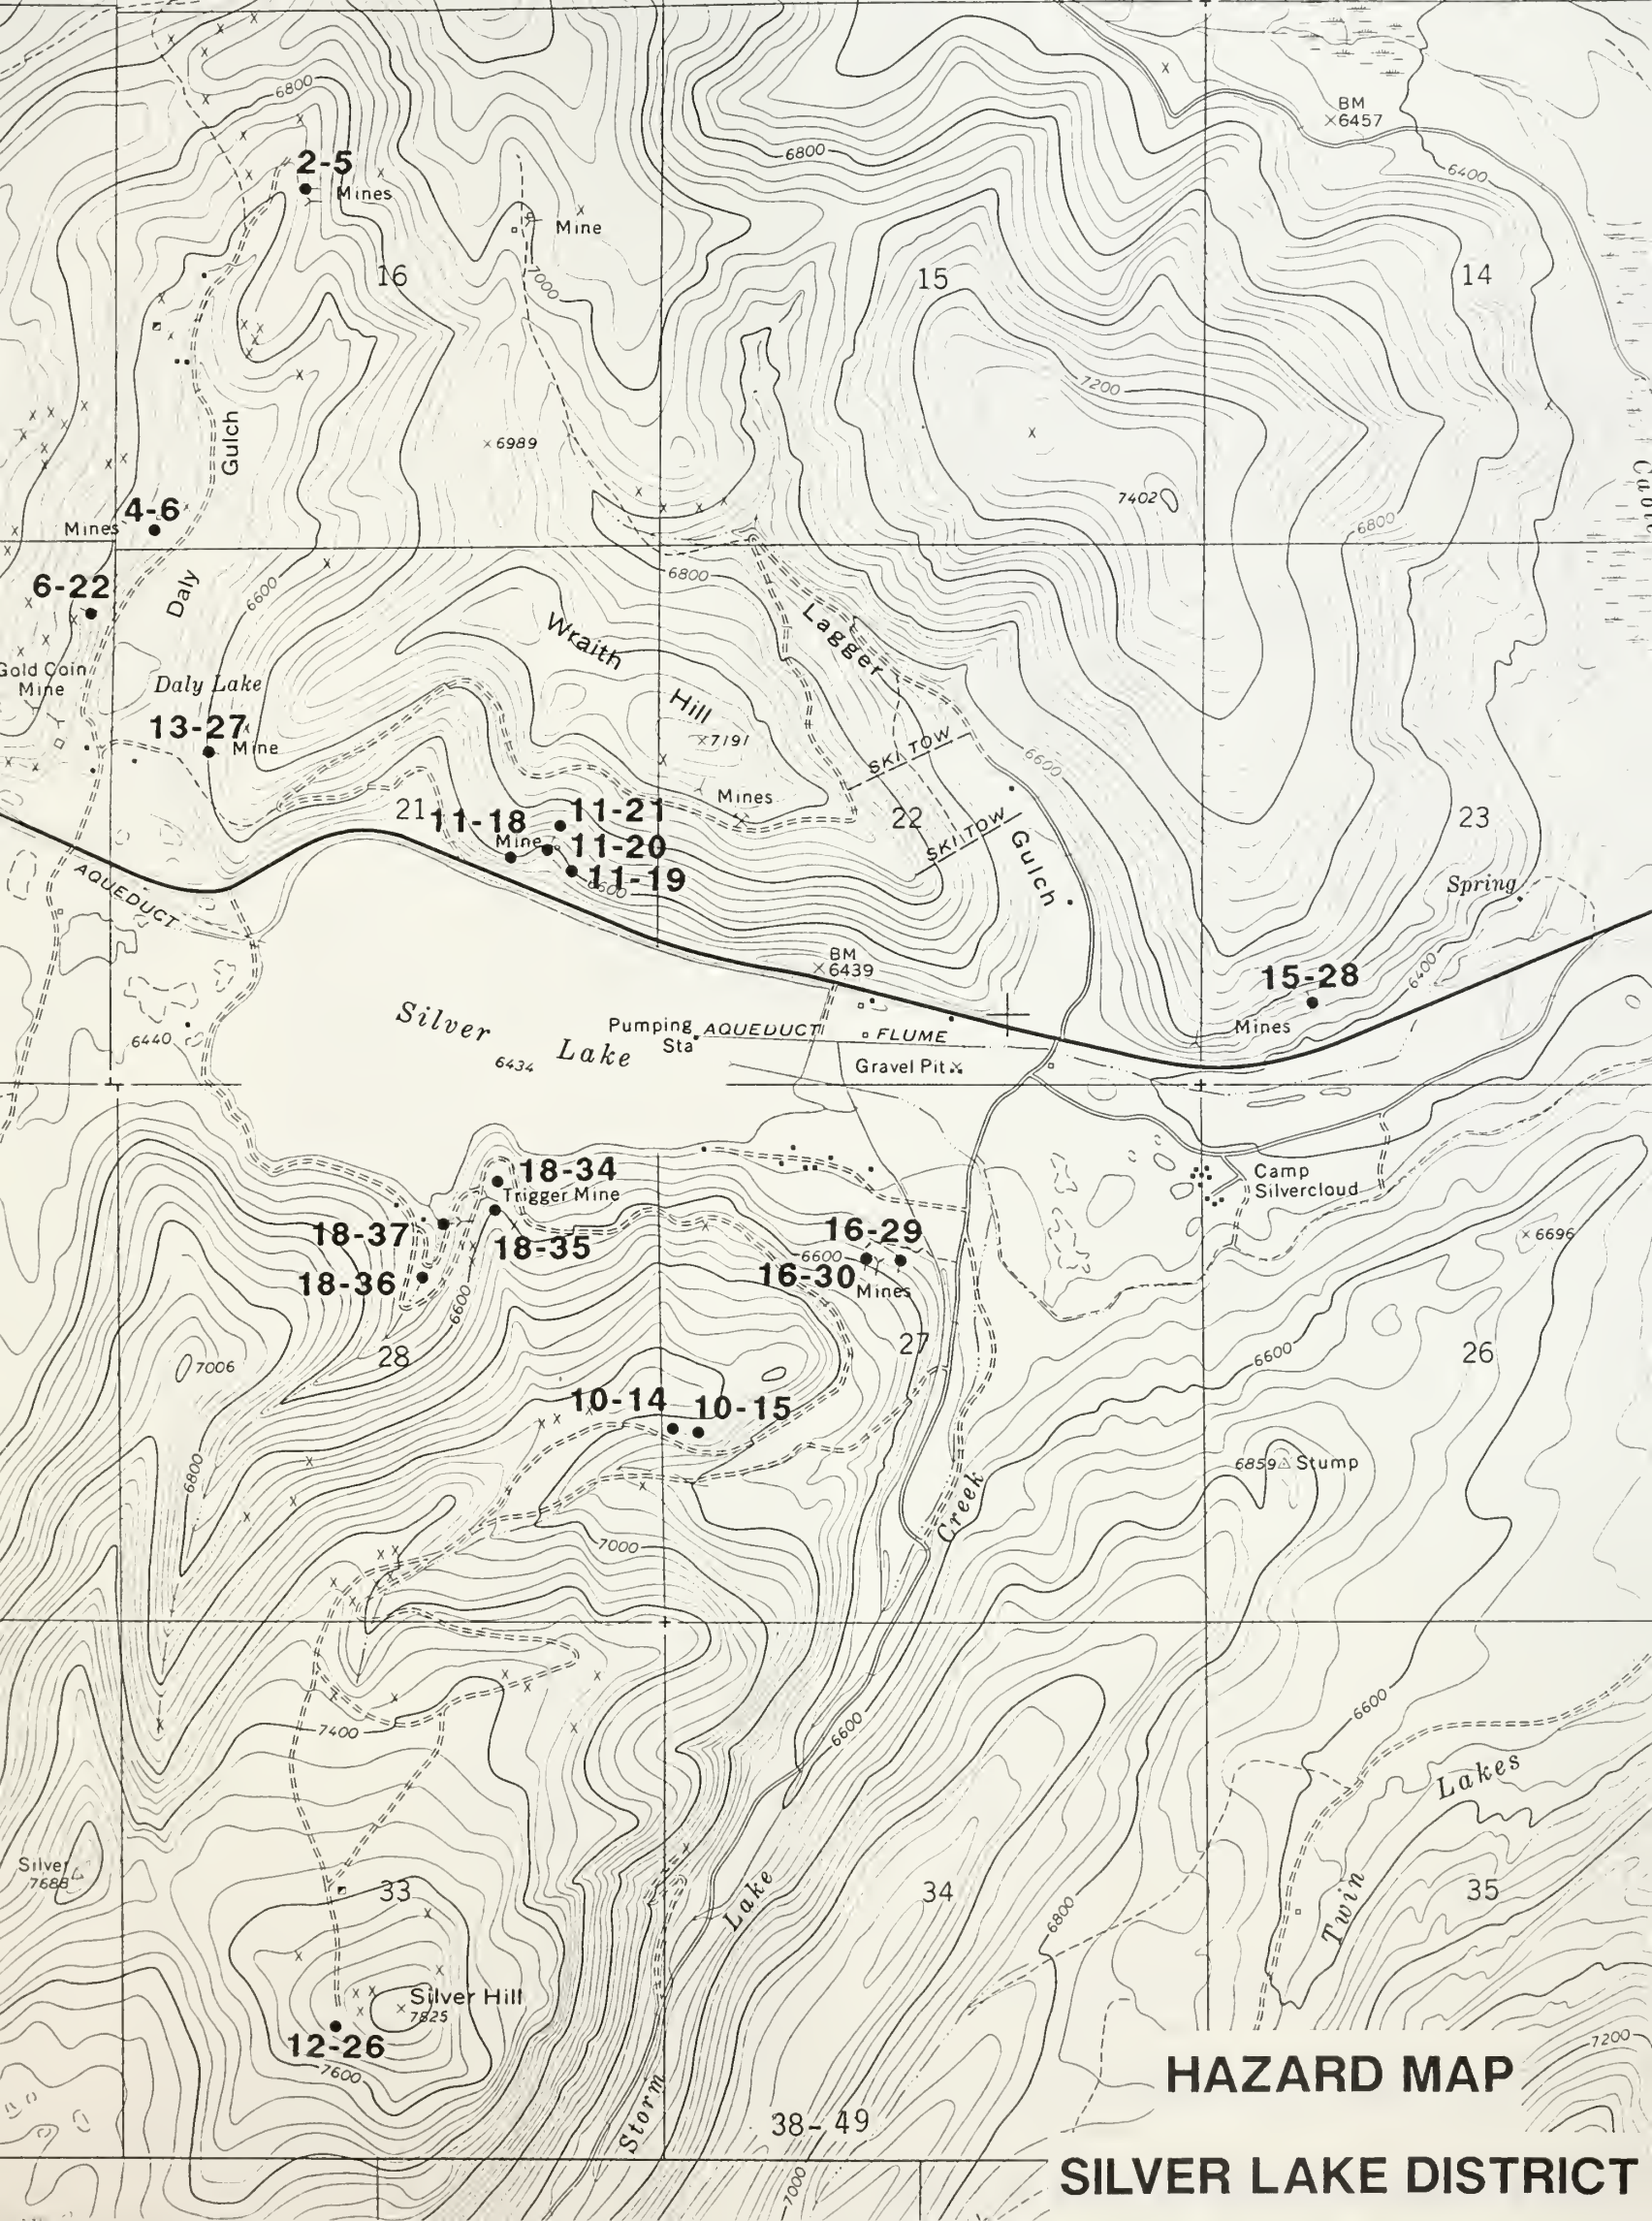 6800
6800
BM
6457
6400
2-5
Mines
Mine
16
7000
15
14
7200
6989
Gulch
7402
6800
4-6
Mines
6-22
Daly
6600
6800
Wraith
Hill
7191
Lagger
Gulch
Gold Coin
Mine
Daly Lake
13-27
Mine
SKI TOW
6600
Mines
21
11-18
Mine
11-21
11-20
11-19
6600
22
SKI TOW
23
Spring
AQUEDUCT
BM
6439
15-28
Mines
6400
Silver
Lake
6434
6440
Pumping
Sta
AQUEDUCT
FLUME
Gravel Pit
18-34
Trigger Mine
18-37
18-35
18-36
6600
Camp
Silvercloud
16-29
6600
16-30
Mines
6696
7006
28
27
6600
26
10-14
10-15
6800
6859
Stump
Creek
7000
7400
6600
6600
Lakes
Twin
Silver
7688
33
Lake
34
6800
35
Silver Hill
7825
12-26
7600
Storm
38-49
7000
7200
HAZARD MAP
SILVER LAKE DISTRICT